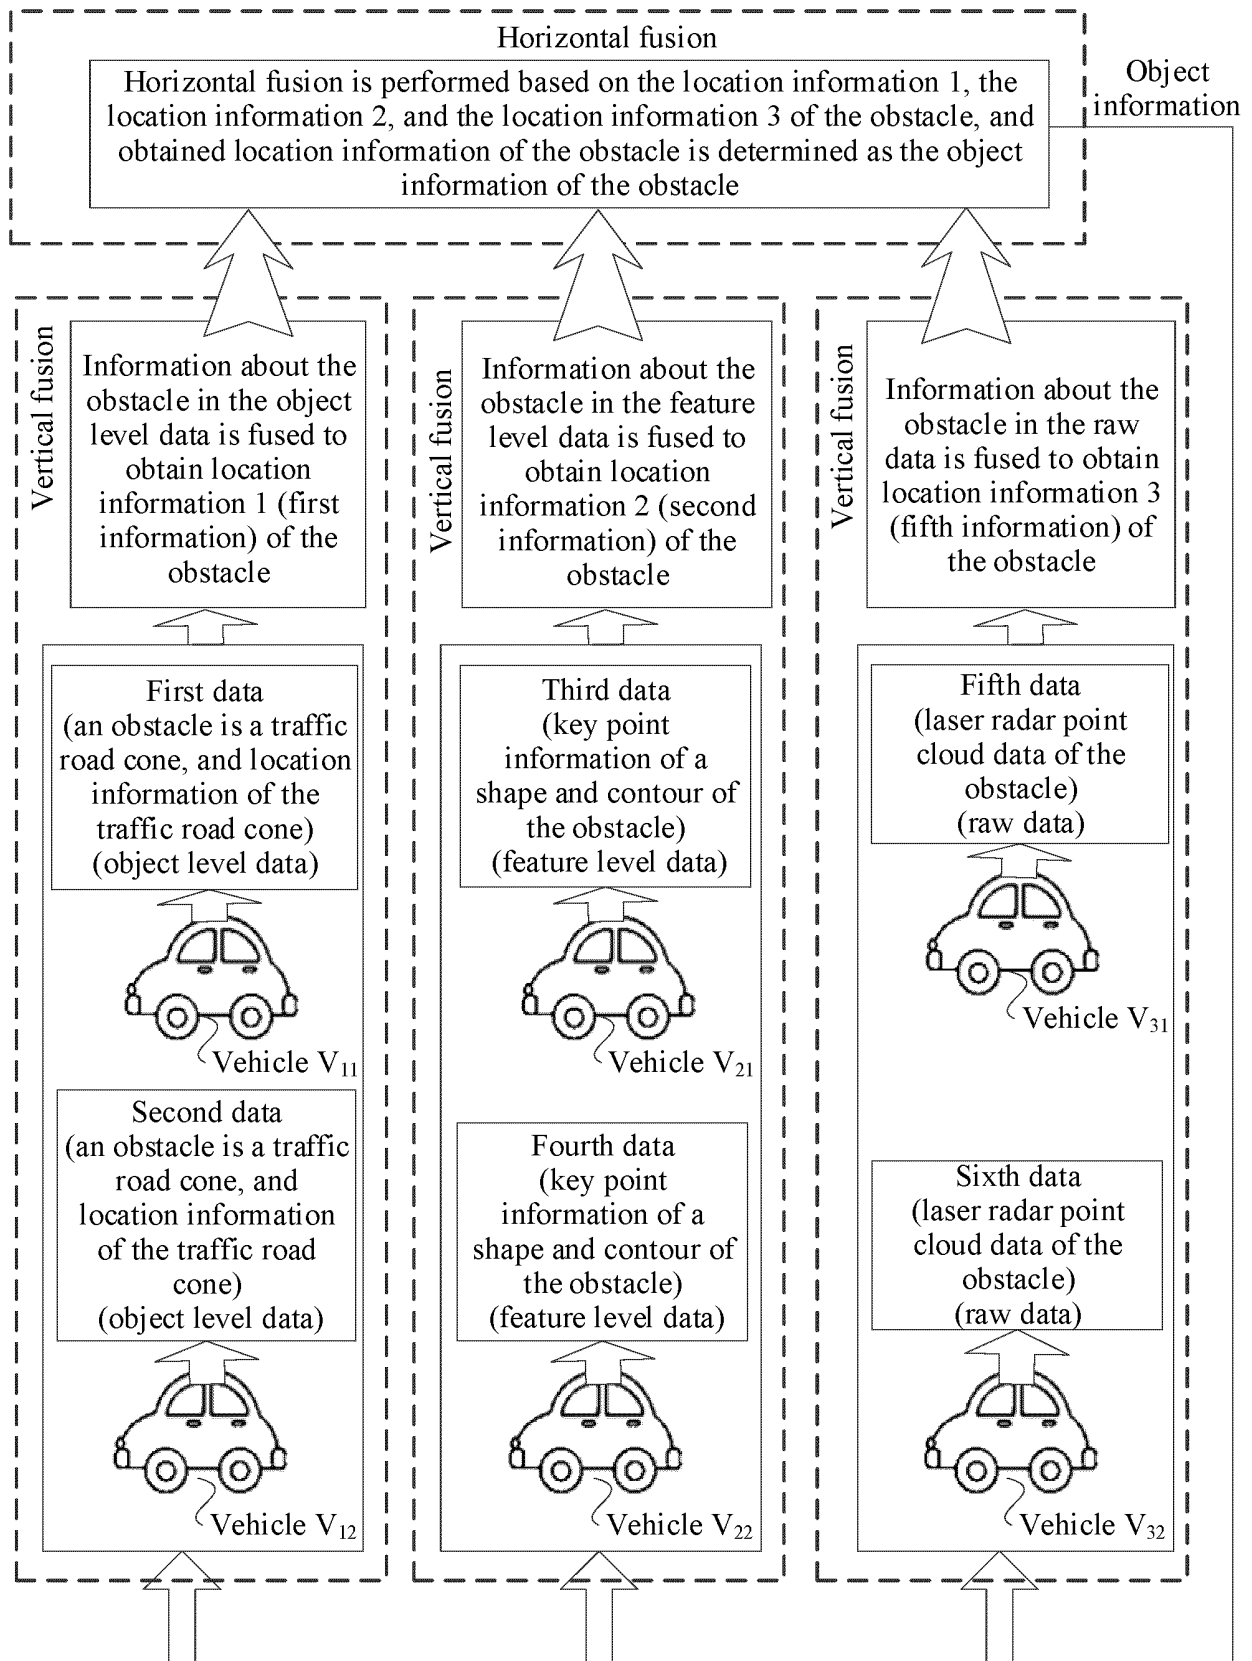 Horizontal fusion
Horizontal fusion is performed based on the location information 1, the
location information 2, and the location information 3 of the obstacle, and
obtained location information of the obstacle is determined as the object
information of the obstacle
Object
information
Vertical fusion
Information about the
obstacle in the object
level data is fused to
obtain location
information 1 (first
information) of the
obstacle
First data
(an obstacle is a traffic
road cone, and location
information of the
traffic road cone)
(object level data)
Vehicle V11
Second data
(an obstacle is a traffic
road cone, and
location information
of the traffic road
cone)
(object level data)
Vehicle V12
Vertical fusion
Information about the
obstacle in the feature
level data is fused to
obtain location
information 2 (second
information) of the
obstacle
Third data
(key point
information of a
shape and contour of
the obstacle)
(feature level data)
Vehicle V21
Fourth data
(key point
information of a
shape and contour of
the obstacle)
(feature level data)
Vehicle V22
Vertical fusion
Information about the
obstacle in the raw
data is fused to obtain
location information 3
(fifth information) of
the obstacle
Fifth data
(laser radar point
cloud data of the
obstacle)
(raw data)
Vehicle V31
Sixth data
(laser radar point
cloud data of the
obstacle)
(raw data)
Vehicle V32